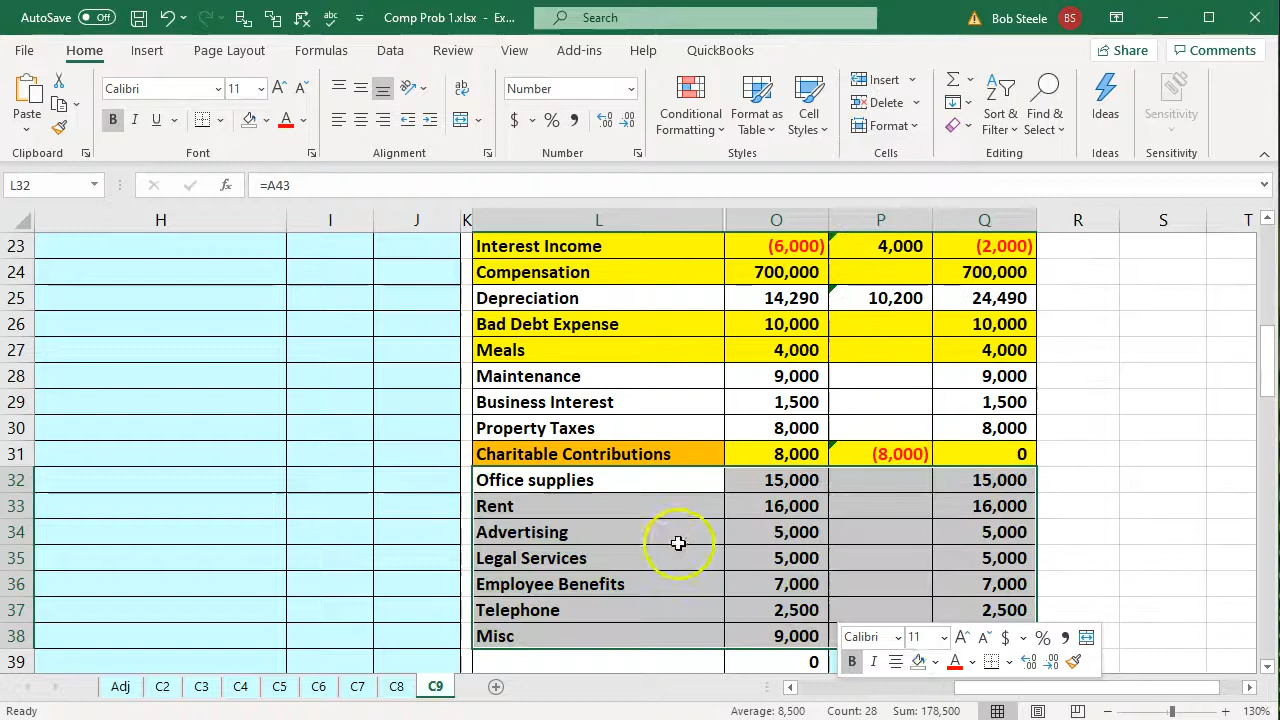 AutoSave Off Comp Prob 1.xlsx - Ex... Search Bob Steele BS
File Home Insert Page Layout Formulas Data Review View Add-ins Help QuickBooks Share Comments
Paste Calibri 11 Number Conditional Formatting Format as Table Cell Styles Insert Delete Format Sort & Filter Find & Select Ideas Sensitivity
Clipboard Font Alignment Number Styles Cells Editing Ideas Sensitivity
L32 fx =A43
H I J K L O P Q R S T
23 Interest Income (6,000) 4,000 (2,000)
24 Compensation 700,000 700,000
25 Depreciation 14,290 10,200 24,490
26 Bad Debt Expense 10,000 10,000
27 Meals 4,000 4,000
28 Maintenance 9,000 9,000
29 Business Interest 1,500 1,500
30 Property Taxes 8,000 8,000
31 Charitable Contributions 8,000 (8,000) 0
32 Office supplies 15,000 15,000
33 Rent 16,000 16,000
34 Advertising 5,000 5,000
35 Legal Services 5,000 5,000
36 Employee Benefits 7,000 7,000
37 Telephone 2,500 2,500
38 Misc 9,000
Calibri 11 $ % 9
B I A
39 0
Adj C2 C3 C4 C5 C6 C7 C8 C9
Ready Average: 8,500 Count: 28 Sum: 178,500 130%